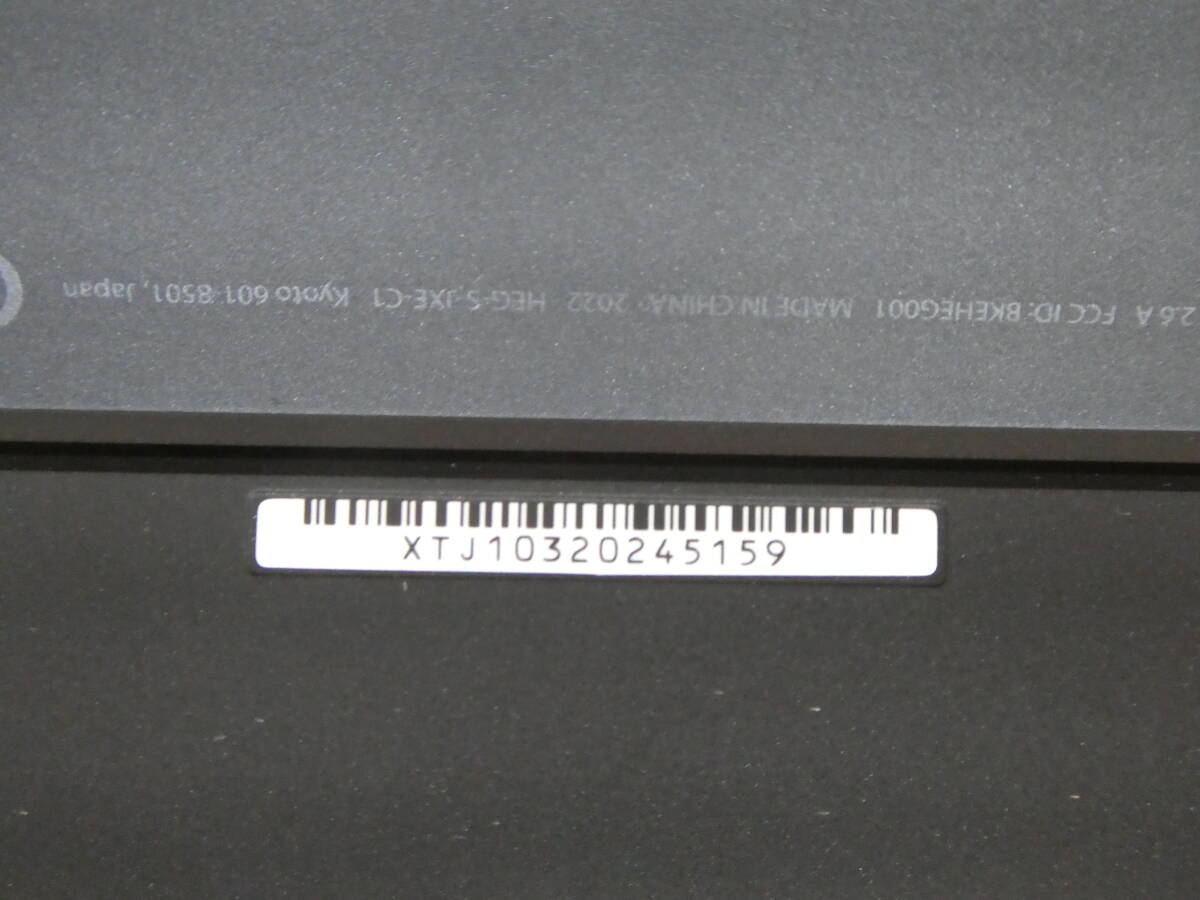 2.6 A FCC ID: BKEHEG001 MADE IN CHINA 2022 HEG-S-JXE-C1 Kyoto 601-8501, Japan
XTJ10320245159